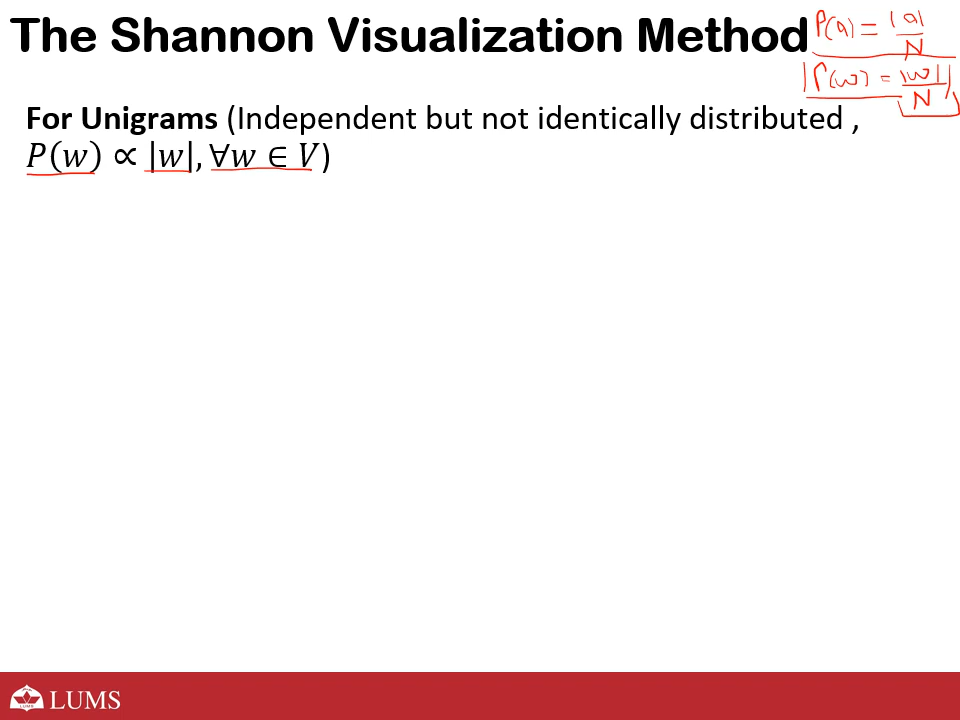 The Shannon Visualization Method
P(a) = |a| / N
P(w) = |w| / N
For Unigrams (Independent but not identically distributed ,
P(w) ∝ |w|, ∀w ∈ V)
LUMS